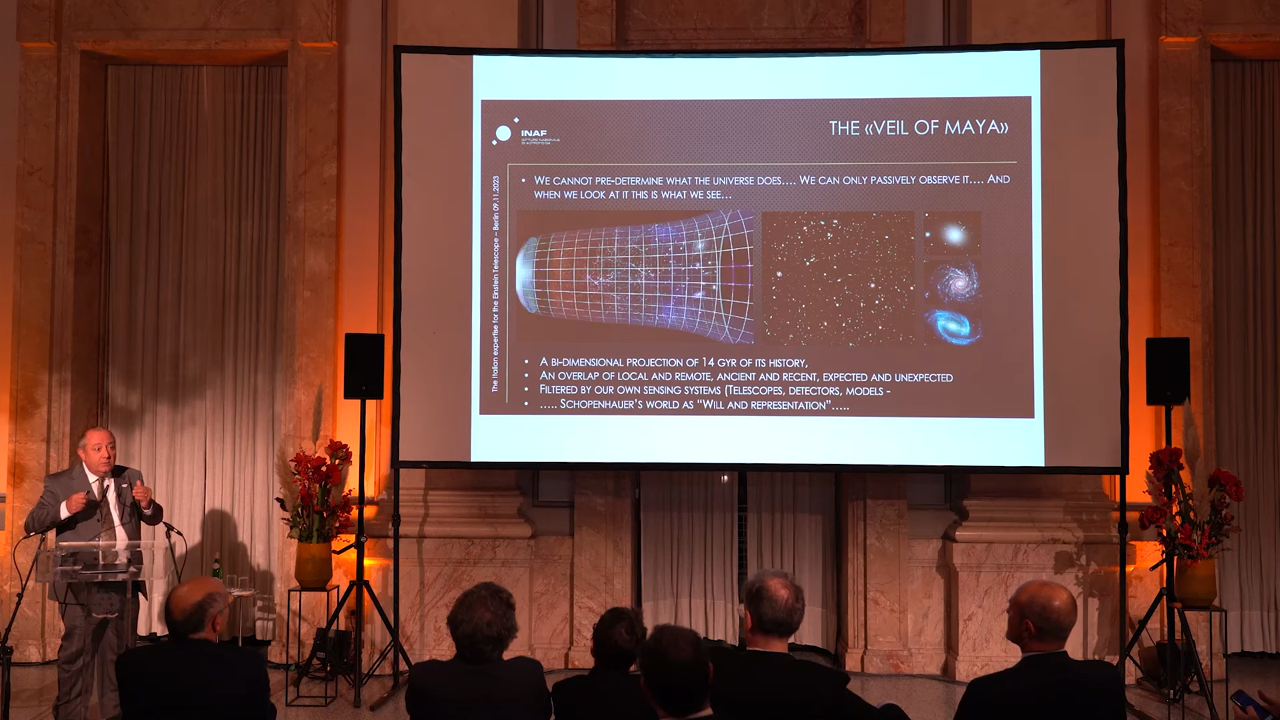 INAF
ISTITUTO NAZIONALE
DI ASTROFISICA
THE «VEIL OF MAYA»
The Italian expertise for the Einstein Telescope – Berlin 09.11.2023
• WE CANNOT PRE-DETERMINE WHAT THE UNIVERSE DOES.... WE CAN ONLY PASSIVELY OBSERVE IT.... AND
WHEN WE LOOK AT IT THIS IS WHAT WE SEE...
• A BI-DIMENSIONAL PROJECTION OF 14 GYR OF ITS HISTORY,
• AN OVERLAP OF LOCAL AND REMOTE, ANCIENT AND RECENT, EXPECTED AND UNEXPECTED
• FILTERED BY OUR OWN SENSING SYSTEMS (TELESCOPES, DETECTORS, MODELS -
• ..... SCHOPENHAUER'S WORLD AS "WILL AND REPRESENTATION".....